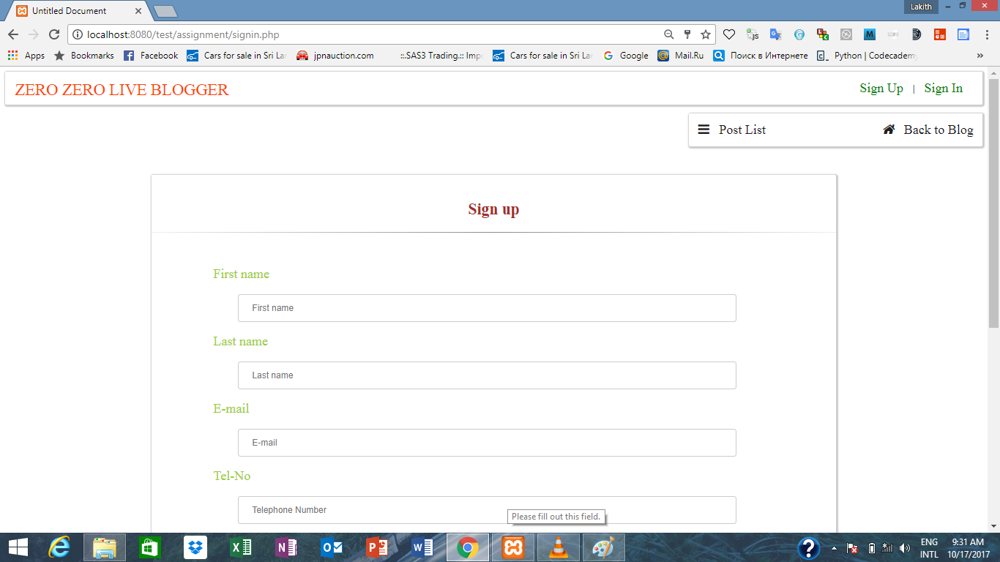 Untitled Document
Lakith
localhost:8080/test/assignment/signin.php
Apps Bookmarks Facebook Cars for sale in Sri La jpnauction.com ::.SAS3 Trading.:: Imp Cars for sale in Sri La Google Mail.Ru Поиск в Интернете Python | Codecademy »
ZERO ZERO LIVE BLOGGER
Sign Up | Sign In
Post List Back to Blog
Sign up
First name
First name
Last name
Last name
E-mail
E-mail
Tel-No
Telephone Number
Please fill out this field.
ENG 9:31 AM
INTL 10/17/2017